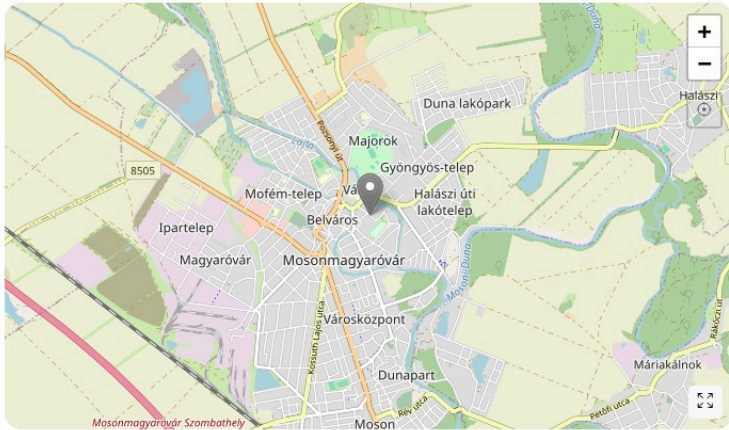 +
−
Halászi
Duna lakópark
Pozsonyi út
Lajta
Majorok
8505
Gyöngyös-telep
Mofém-telep
Halászi úti
lakótelep
Belváros
Ipartelep
Magyaróvár
Mosonmagyaróvár
Mosoni-Duna
Városközpont
Kossuth Lajos utca
Rákóczi út
Máriakálnok
Dunapart
Rév utca
Petőfi utca
Mosonmagyaróvár Szombathely
Moson